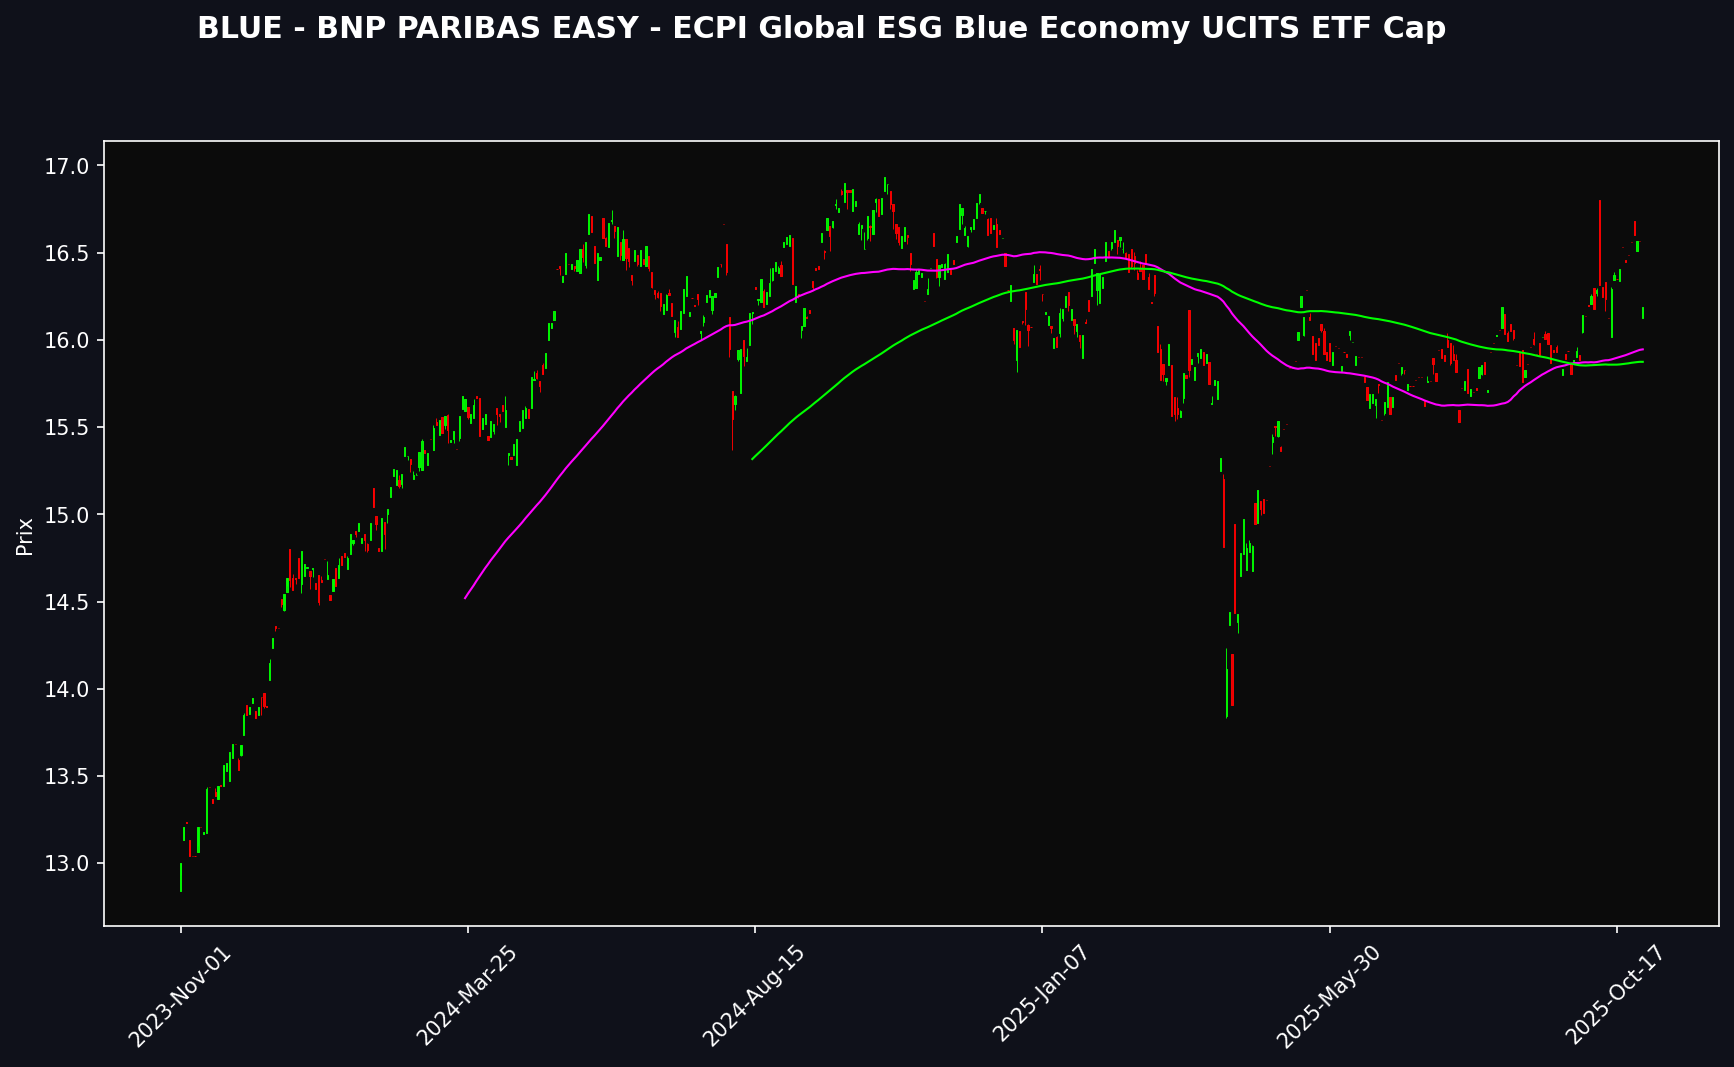 BLUE - BNP PARIBAS EASY - ECPI Global ESG Blue Economy UCITS ETF Cap
17.0
16.5
16.0
15.5
15.0
14.5
14.0
13.5
13.0
Prix
2023-Nov-01
2024-Mar-25
2024-Aug-15
2025-Jan-07
2025-May-30
2025-Oct-17